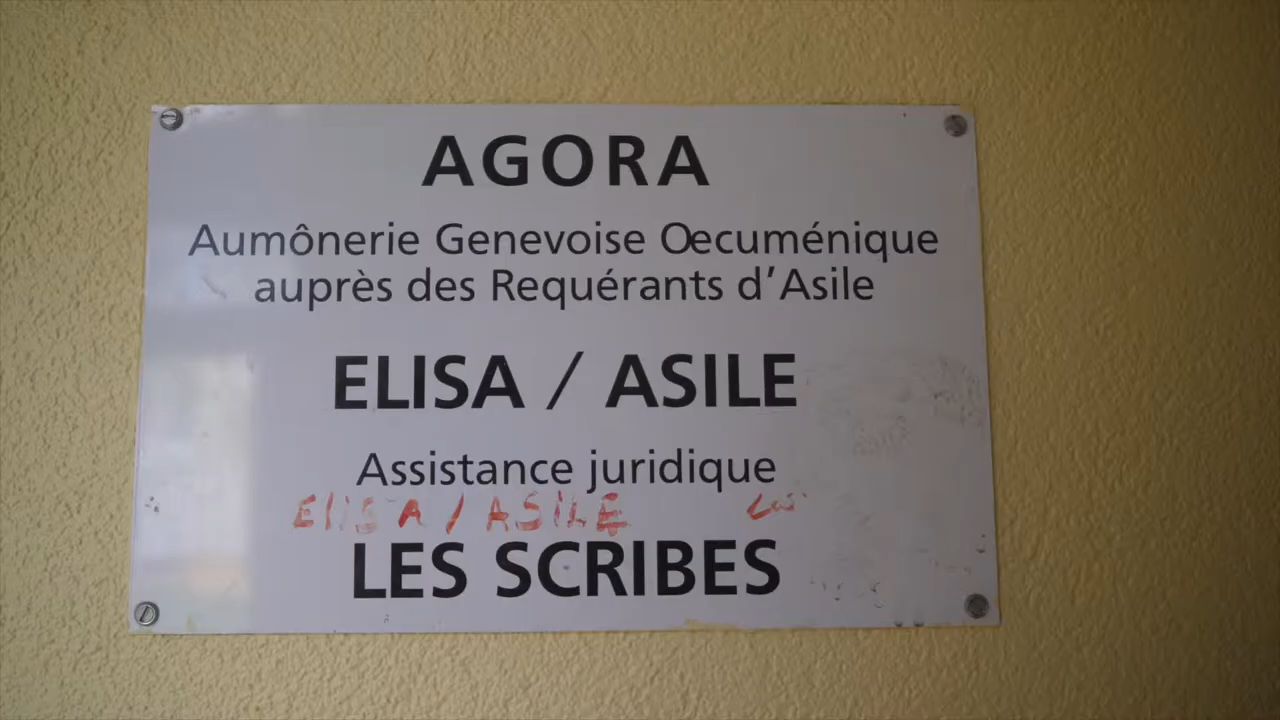 AGORA
Aumônerie Genevoise Oecuménique
auprès des Requérants d'Asile
ELISA / ASILE
Assistance juridique
ELISA / ASILE
LES SCRIBES